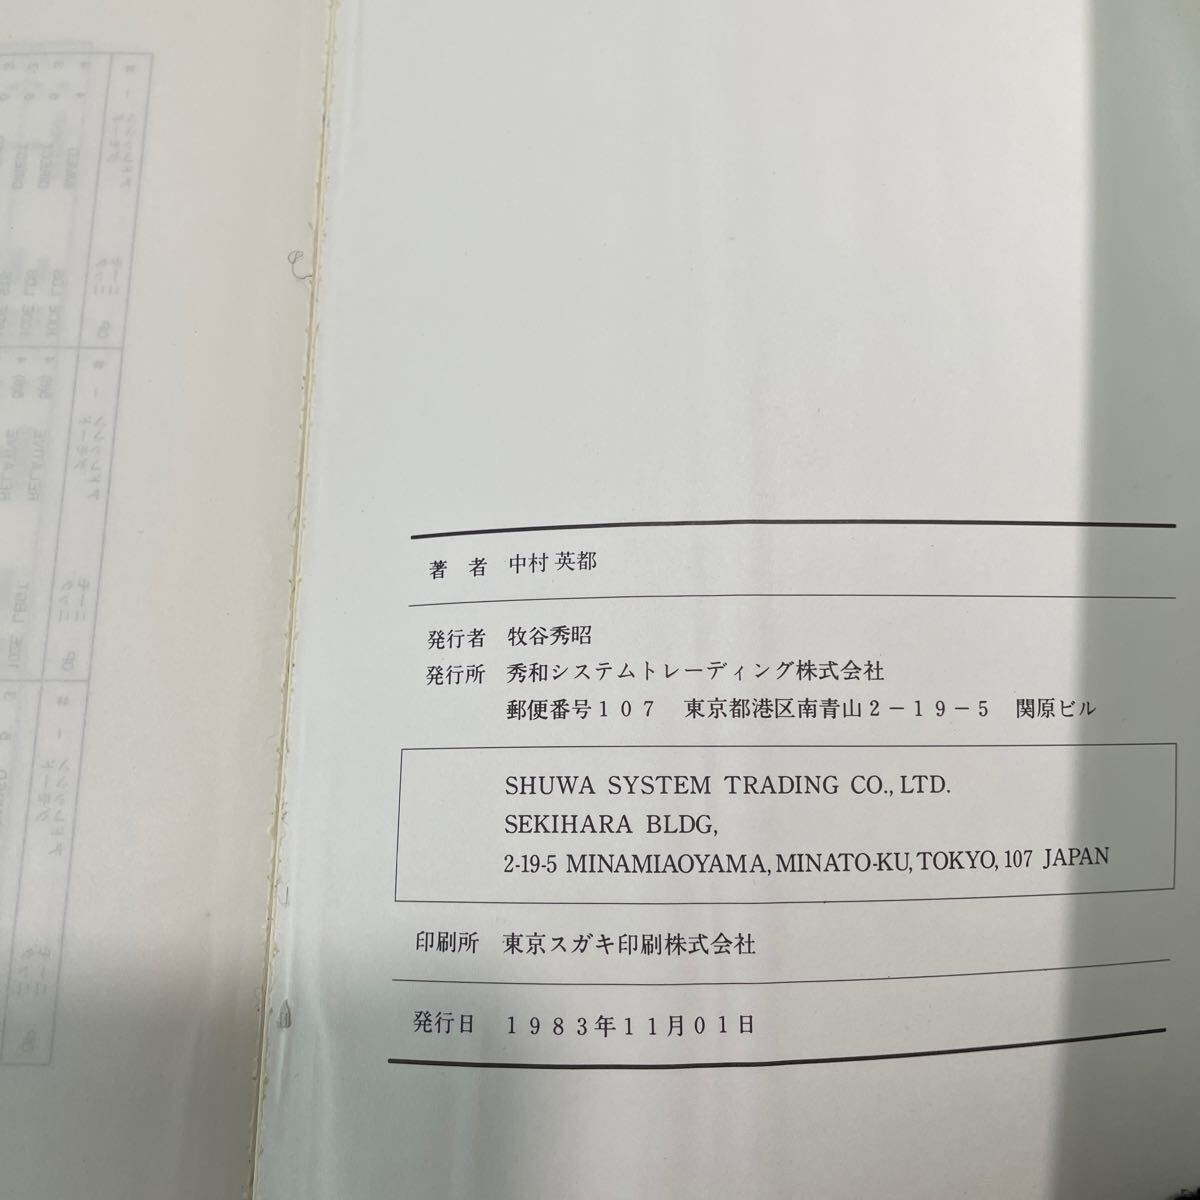 著　者　中村 英都
発行者　牧谷秀昭
発行所　秀和システムトレーディング株式会社
郵便番号１０７　東京都港区南青山２－１９－５　関原ビル
SHUWA SYSTEM TRADING CO., LTD.
SEKIHARA BLDG,
2-19-5 MINAMIAOYAMA, MINATO-KU, TOKYO, 107 JAPAN
印刷所　東京スガキ印刷株式会社
発行日　１９８３年１１月０１日